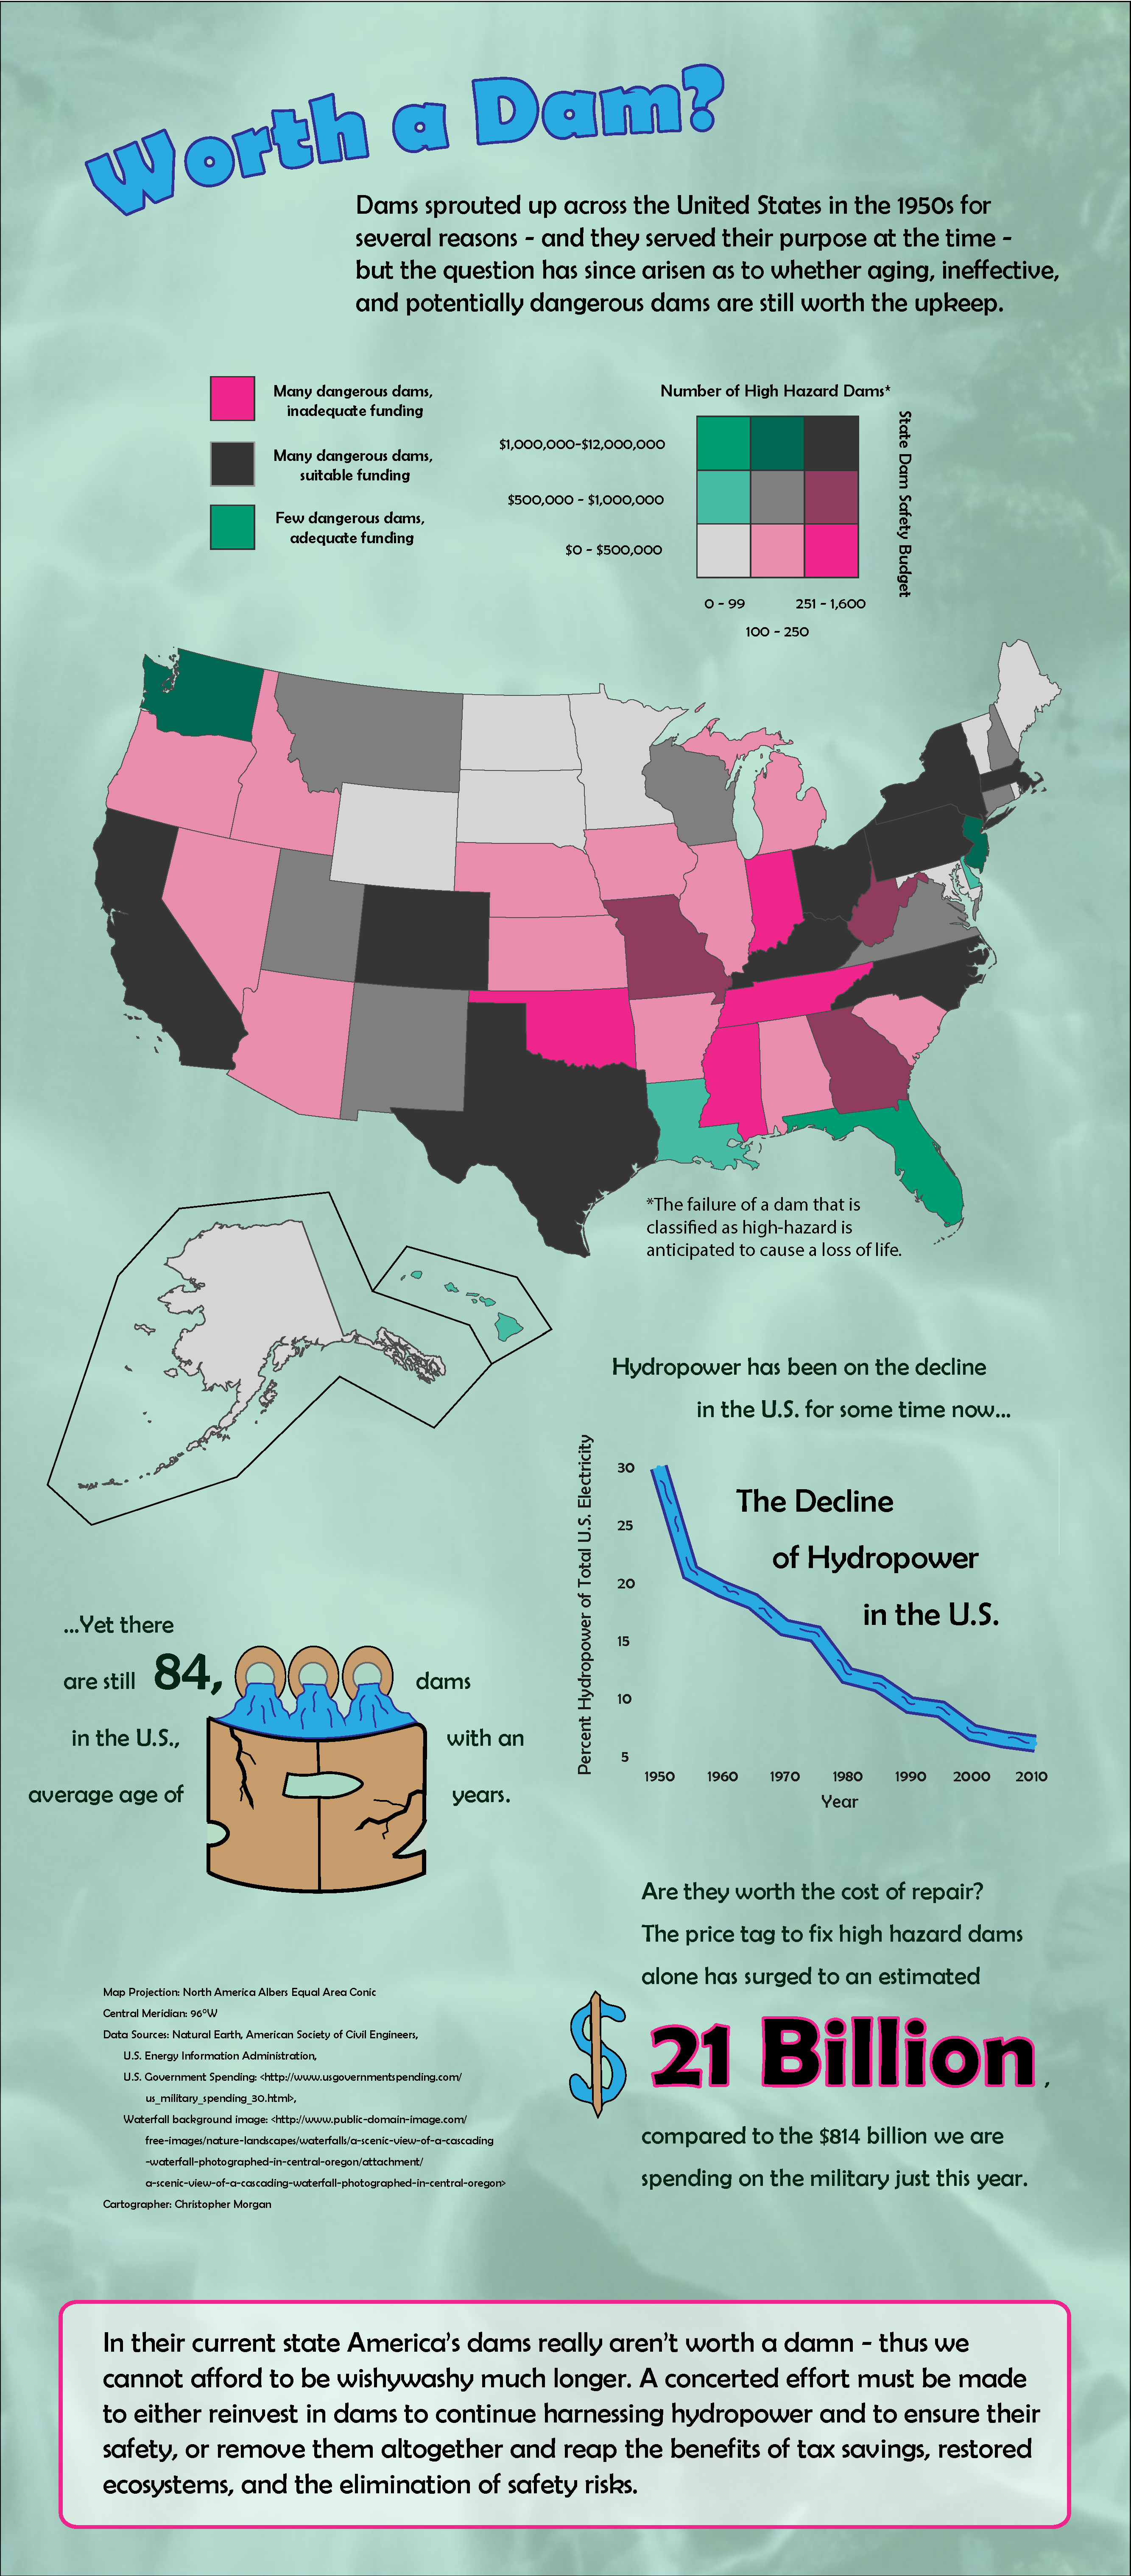 Worth a Dam?
Dams sprouted up across the United States in the 1950s for
several reasons - and they served their purpose at the time -
but the question has since arisen as to whether aging, ineffective,
and potentially dangerous dams are still worth the upkeep.
Many dangerous dams,
inadequate funding
Many dangerous dams,
suitable funding
Few dangerous dams,
adequate funding
Number of High Hazard Dams*
$1,000,000-$12,000,000
$500,000 - $1,000,000
$0 - $500,000
State Dam Safety Budget
0 - 99
251 - 1,600
100 - 250
*The failure of a dam that is
classified as high-hazard is
anticipated to cause a loss of life.
Hydropower has been on the decline
in the U.S. for some time now...
The Decline
of Hydropower
in the U.S.
Percent Hydropower of Total U.S. Electricity
30
25
20
15
10
5
1950 1960 1970 1980 1990 2000 2010
Year
...Yet there
are still 84, dams
in the U.S., with an
average age of years.
Are they worth the cost of repair?
The price tag to fix high hazard dams
alone has surged to an estimated
$ 21 Billion,
compared to the $814 billion we are
spending on the military just this year.
Map Projection: North America Albers Equal Area Conic
Central Meridian: 96°W
Data Sources: Natural Earth, American Society of Civil Engineers,
U.S. Energy Information Administration,
U.S. Government Spending: <http://www.usgovernmentspending.com/
us_military_spending_30.html>,
Waterfall background image: <http://www.public-domain-image.com/
free-images/nature-landscapes/waterfalls/a-scenic-view-of-a-cascading
-waterfall-photographed-in-central-oregon/attachment/
a-scenic-view-of-a-cascading-waterfall-photographed-in-central-oregon>
Cartographer: Christopher Morgan
In their current state America's dams really aren't worth a damn - thus we
cannot afford to be wishywashy much longer. A concerted effort must be made
to either reinvest in dams to continue harnessing hydropower and to ensure their
safety, or remove them altogether and reap the benefits of tax savings, restored
ecosystems, and the elimination of safety risks.